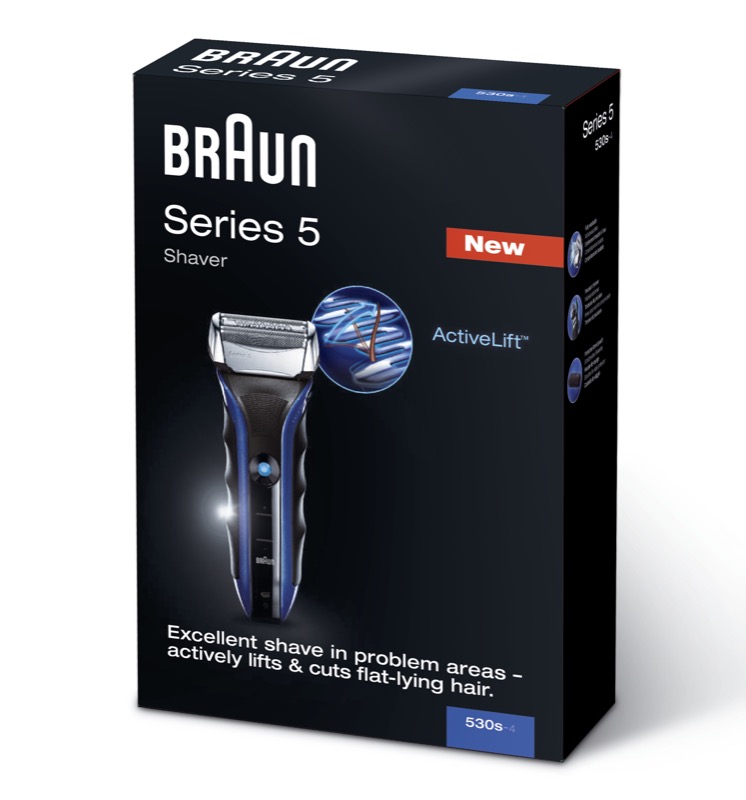 BRAUN
Series 5
530s-4
BRAUN
Series 5
Shaver
New
ActiveLift™
BRAUN
Excellent shave in problem areas –
actively lifts & cuts flat-lying hair.
530s-4
Series 5
530s-4